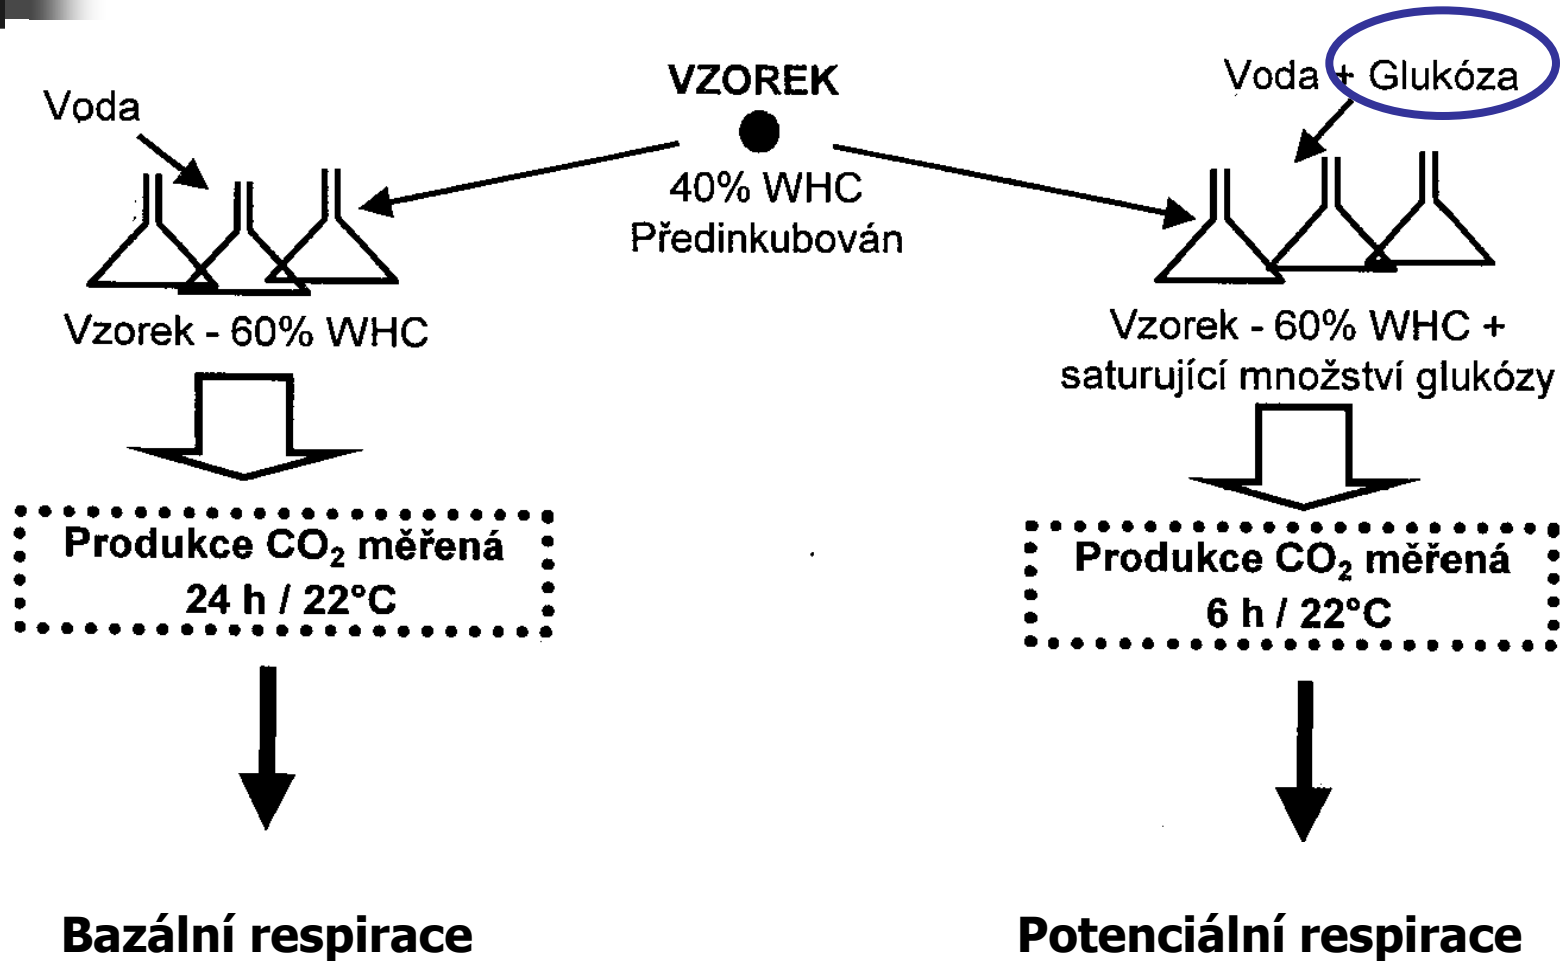 VZOREK
40% WHC
Předinkubován
Voda
Vzorek - 60% WHC
Produkce CO₂ měřená
24 h / 22°C
Bazální respirace
Voda + Glukóza
Vzorek - 60% WHC +
saturující množství glukózy
Produkce CO₂ měřená
6 h / 22°C
Potenciální respirace